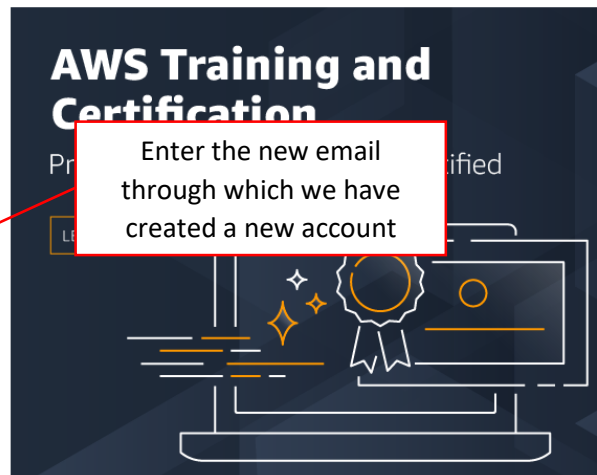 AWS Training and
Certification
Enter the new email
through which we have
created a new account